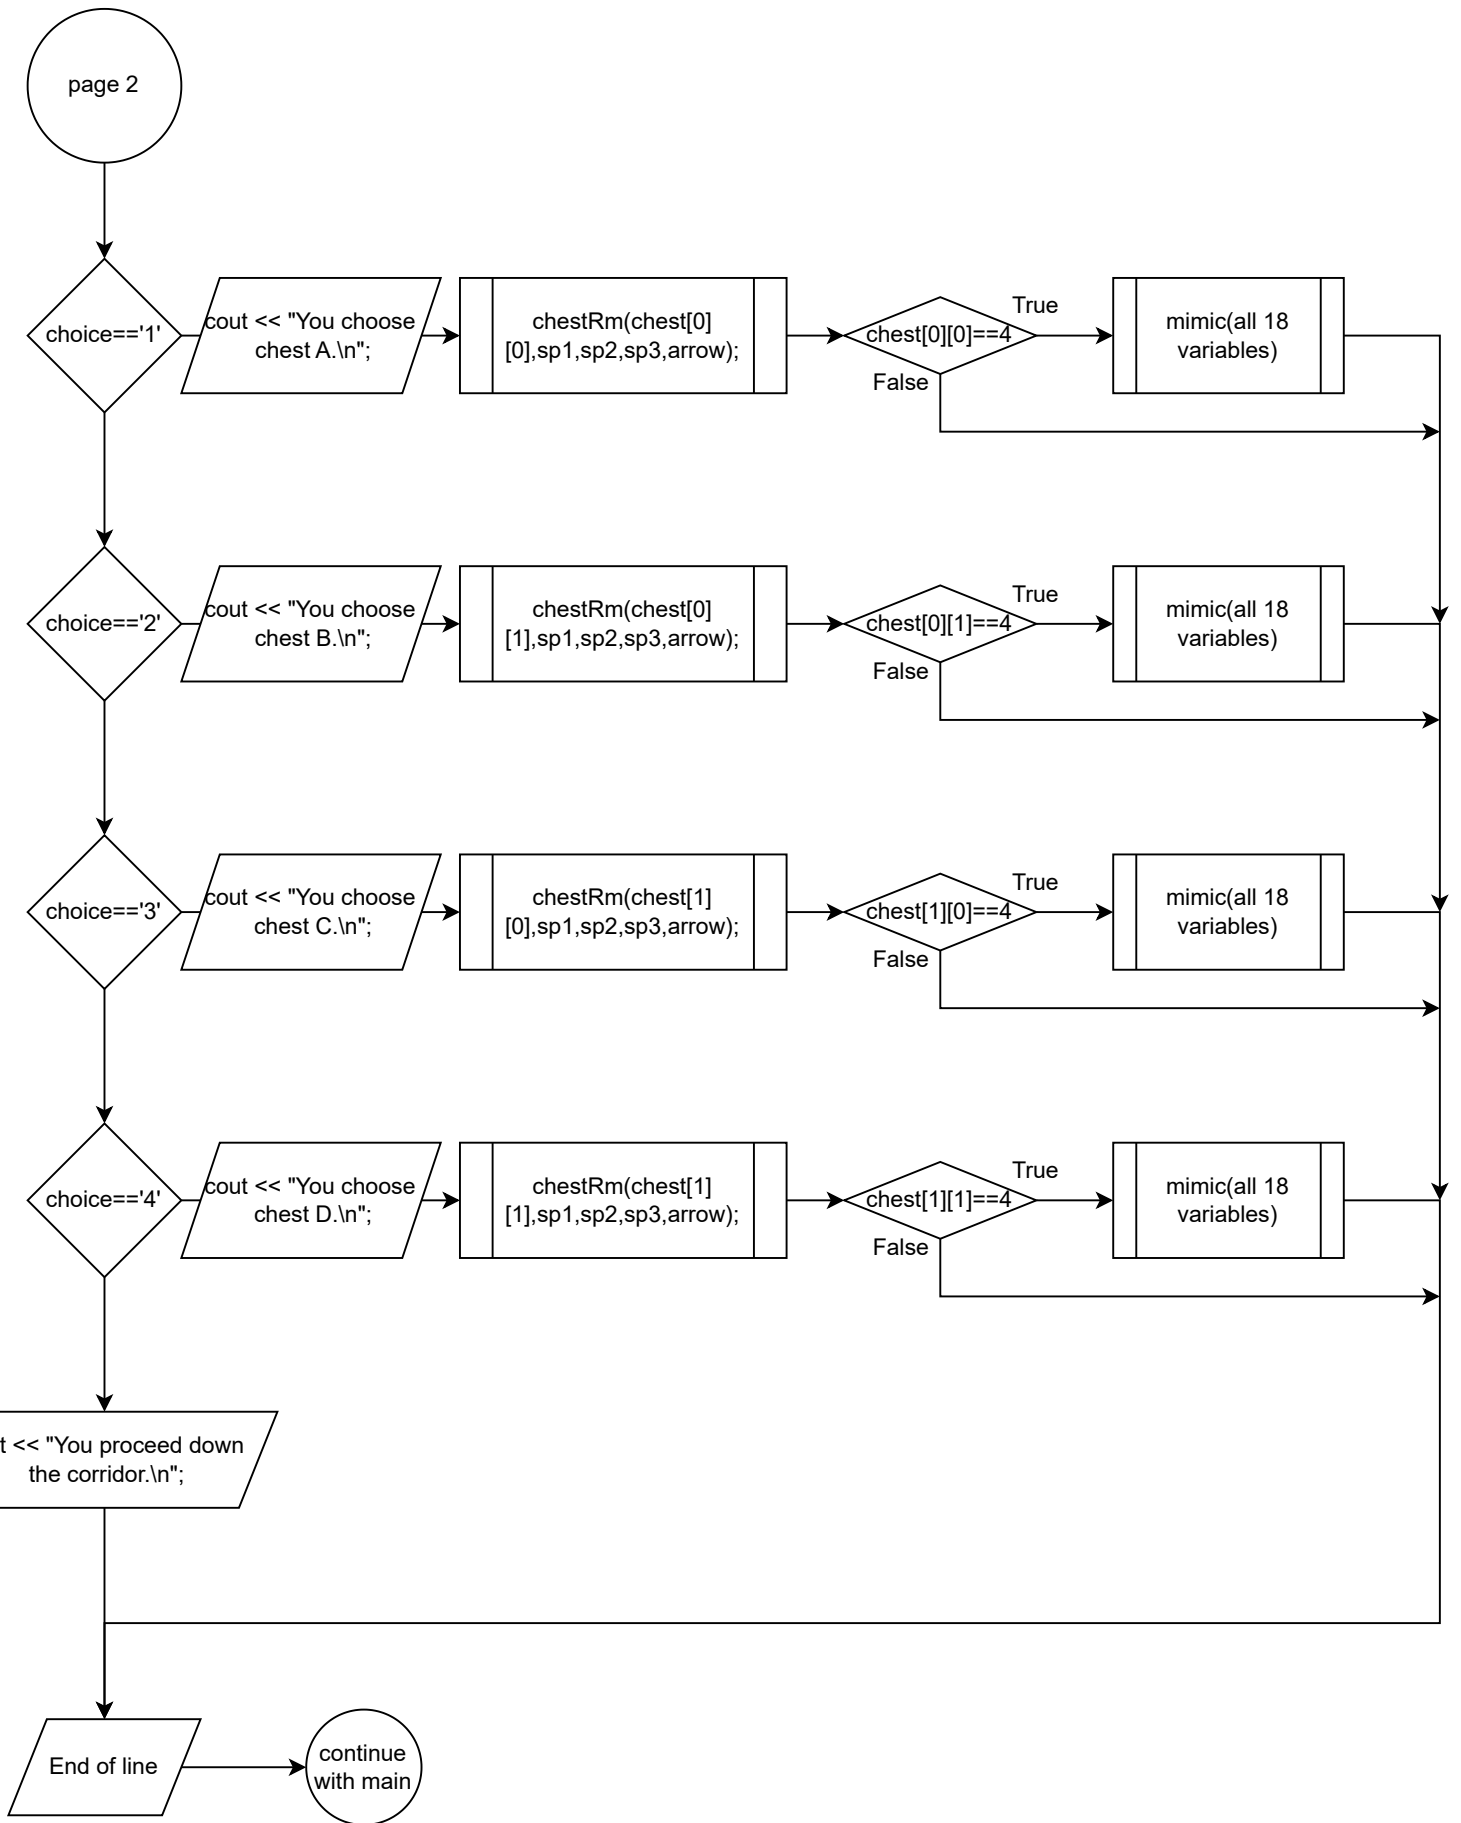 page 2
choice=='1'
cout << "You choose
chest A.\n";
chestRm(chest[0]
[0],sp1,sp2,sp3,arrow);
chest[0][0]==4
True
False
mimic(all 18
variables)
choice=='2'
cout << "You choose
chest B.\n";
chestRm(chest[0]
[1],sp1,sp2,sp3,arrow);
chest[0][1]==4
True
False
mimic(all 18
variables)
choice=='3'
cout << "You choose
chest C.\n";
chestRm(chest[1]
[0],sp1,sp2,sp3,arrow);
chest[1][0]==4
True
False
mimic(all 18
variables)
choice=='4'
cout << "You choose
chest D.\n";
chestRm(chest[1]
[1],sp1,sp2,sp3,arrow);
chest[1][1]==4
True
False
mimic(all 18
variables)
t << "You proceed down
the corridor.\n";
End of line
continue
with main